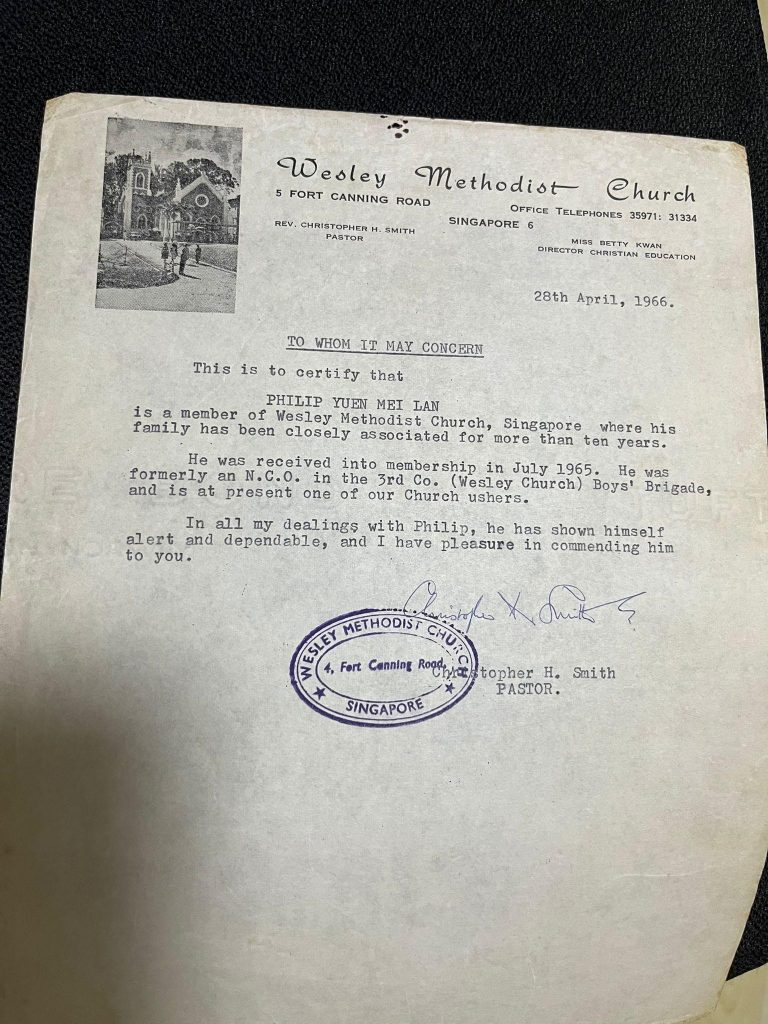 Wesley Methodist Church
5 FORT CANNING ROAD
OFFICE TELEPHONES 35971: 31334
SINGAPORE 6
REV. CHRISTOPHER H. SMITH
PASTOR
MISS BETTY KWAN
DIRECTOR CHRISTIAN EDUCATION
28th April, 1966.
TO WHOM IT MAY CONCERN
This is to certify that
PHILIP YUEN MEI LAN
is a member of Wesley Methodist Church, Singapore where his
family has been closely associated for more than ten years.
He was received into membership in July 1965. He was
formerly an N.C.O. in the 3rd Co. (Wesley Church) Boys' Brigade,
and is at present one of our Church ushers.
In all my dealings with Philip, he has shown himself
alert and dependable, and I have pleasure in commending him
to you.
Christopher H. Smith
WESLEY METHODIST CHURCH
4, Fort Canning Road,
SINGAPORE
Christopher H. Smith
PASTOR.